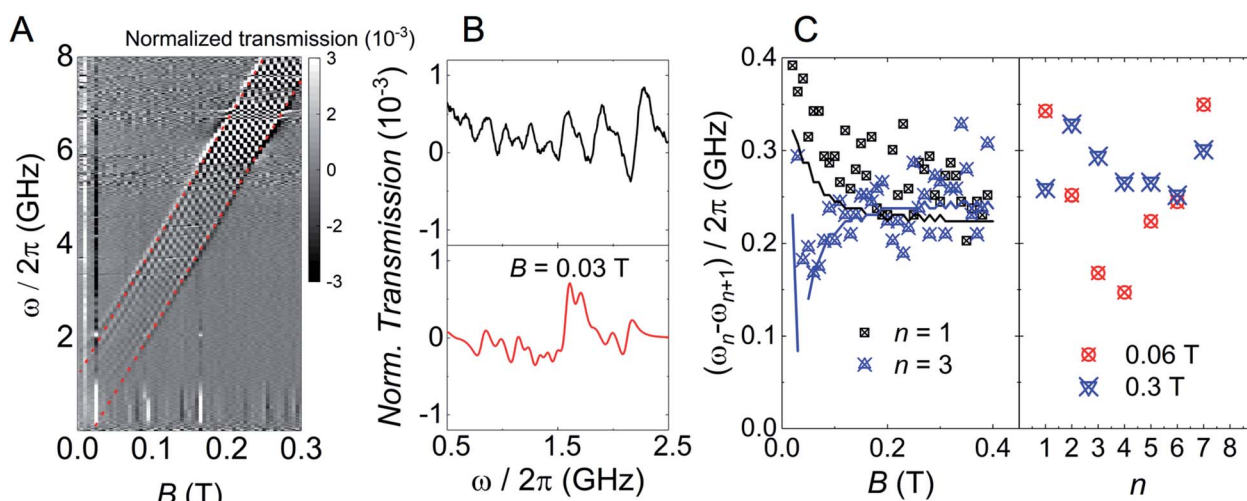 A
Normalized transmission (10⁻³)
8
6
4
2
ω / 2π (GHz)
0.0 0.1 0.2 0.3
B (T)
3
2
1
0
-1
-2
-3
B
1
0
-1
1
0
-1
Norm. Transmission (10⁻³)
B = 0.03 T
0.5 1.5 2.5
ω / 2π (GHz)
C
0.4
0.3
0.2
0.1
0.0
(ωₙ-ωₙ₊₁) / 2π (GHz)
n = 1
n = 3
0.0 0.2 0.4
B (T)
0.06 T
0.3 T
1 2 3 4 5 6 7 8
n